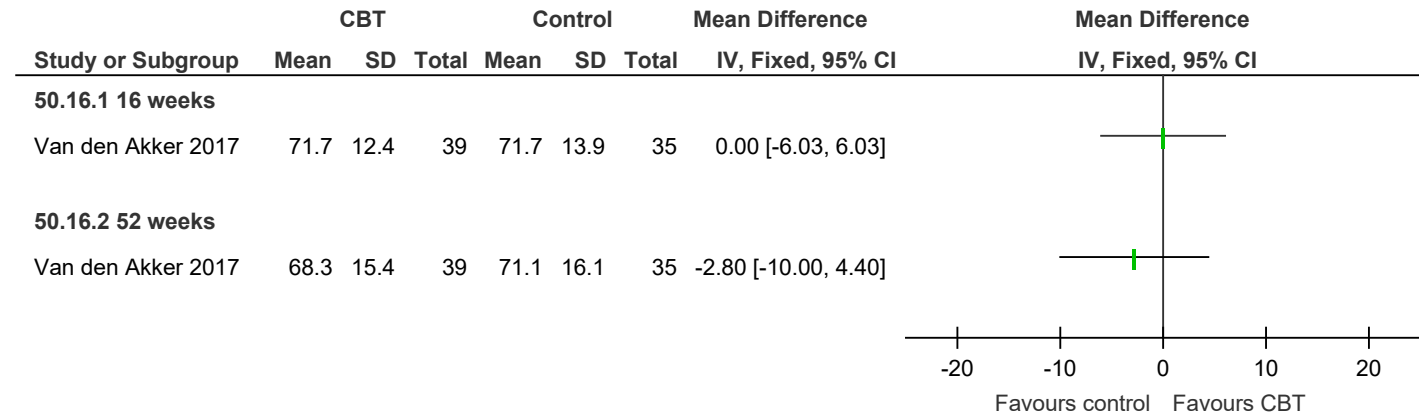 CBT Control Mean Difference Mean Difference
Study or Subgroup Mean SD Total Mean SD Total IV, Fixed, 95% CI IV, Fixed, 95% CI
50.16.1 16 weeks
Van den Akker 2017 71.7 12.4 39 71.7 13.9 35 0.00 [-6.03, 6.03]
50.16.2 52 weeks
Van den Akker 2017 68.3 15.4 39 71.1 16.1 35 -2.80 [-10.00, 4.40]
-20 -10 0 10 20
Favours control Favours CBT